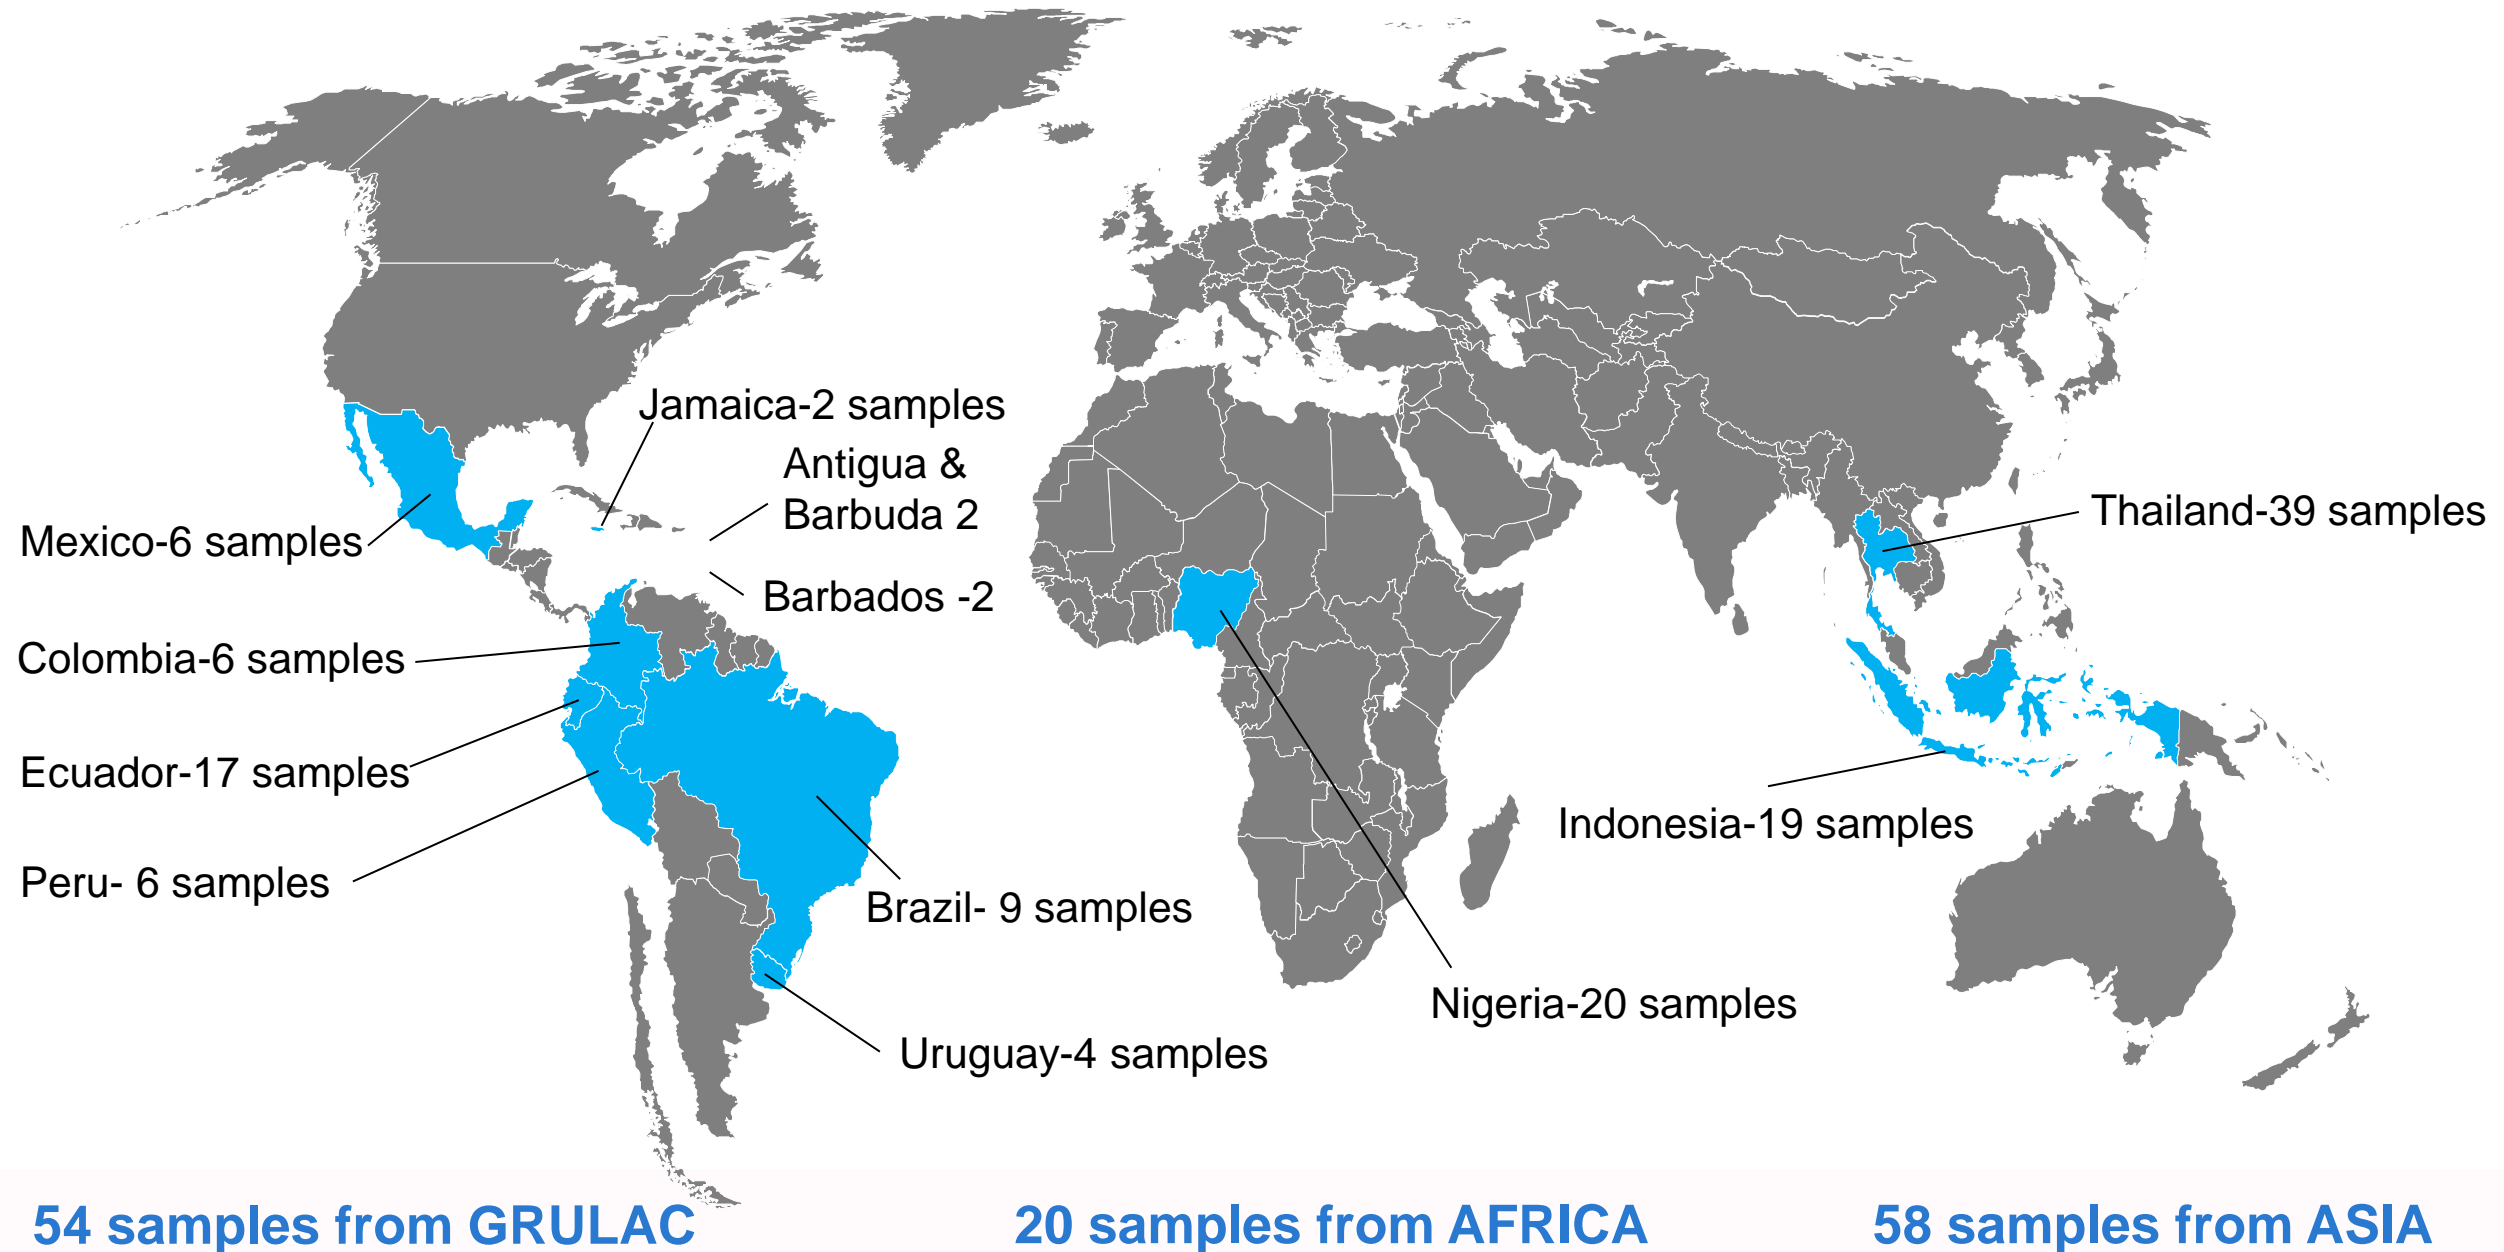 Jamaica-2 samples
Antigua &
Barbuda 2
Mexico-6 samples
Thailand-39 samples
Barbados -2
Colombia-6 samples
Ecuador-17 samples
Indonesia-19 samples
Peru- 6 samples
Brazil- 9 samples
Nigeria-20 samples
Uruguay-4 samples
54 samples from GRULAC
20 samples from AFRICA
58 samples from ASIA